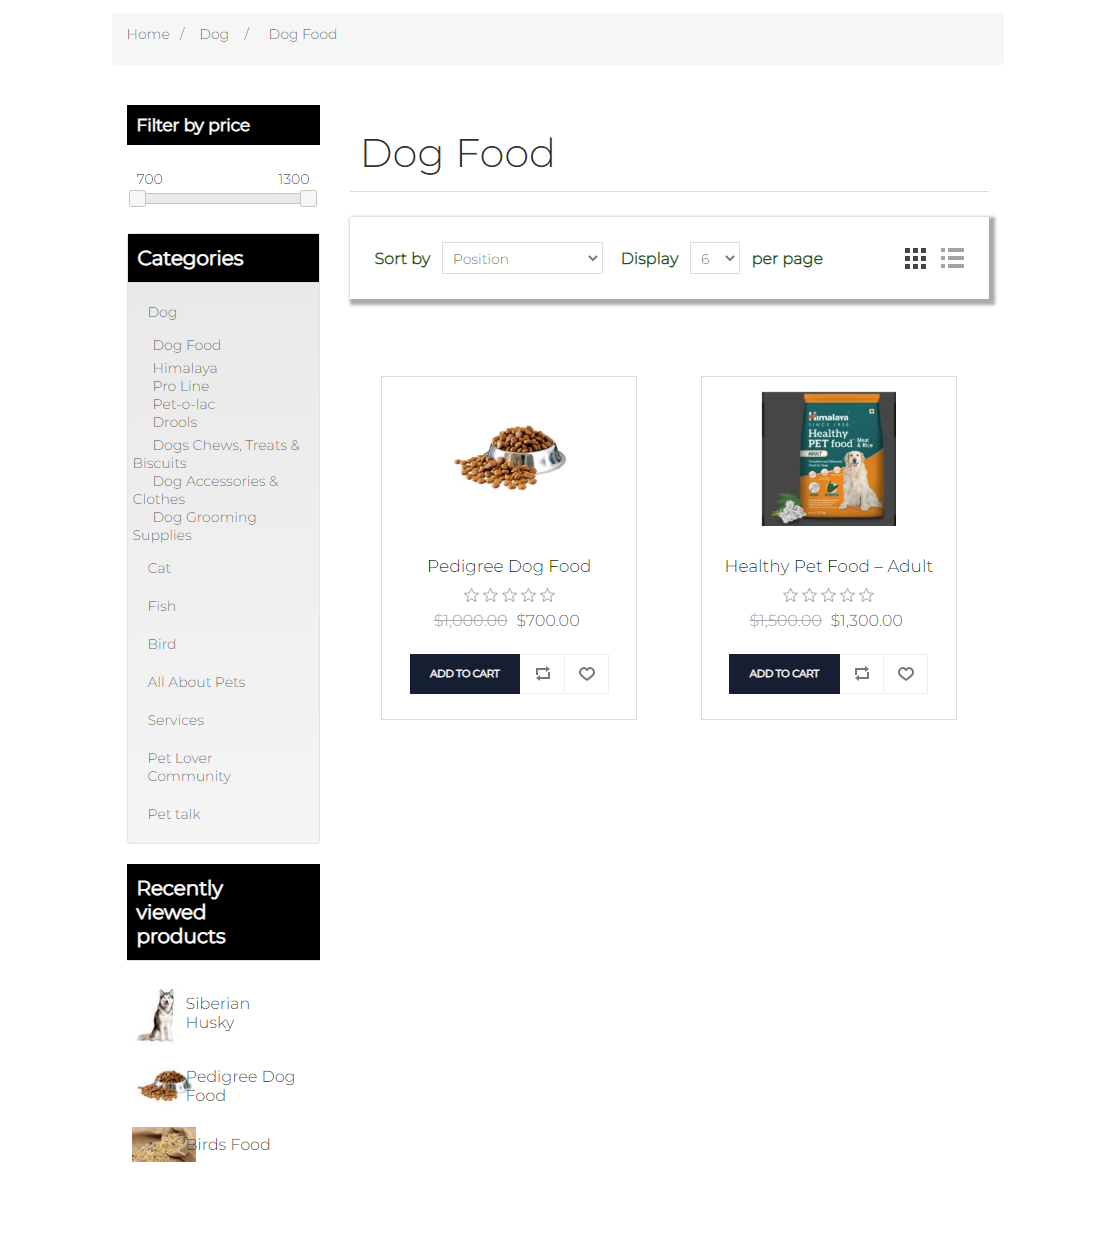 Home / Dog / Dog Food
Filter by price
700 1300
Categories
Dog
Dog Food
Himalaya
Pro Line
Pet-o-lac
Drools
Dogs Chews, Treats &
Biscuits
Dog Accessories &
Clothes
Dog Grooming
Supplies
Cat
Fish
Bird
All About Pets
Services
Pet Lover
Community
Pet talk
Recently
viewed
products
Siberian
Husky
Pedigree Dog
Food
Birds Food
Dog Food
Sort by Position Display 6 per page
Pedigree Dog Food
$1,000.00 $700.00
ADD TO CART
Himalaya
SINCE 1930
Healthy
PET food
Meat
& Rice
ADULT
Healthy Pet Food – Adult
$1,500.00 $1,300.00
ADD TO CART